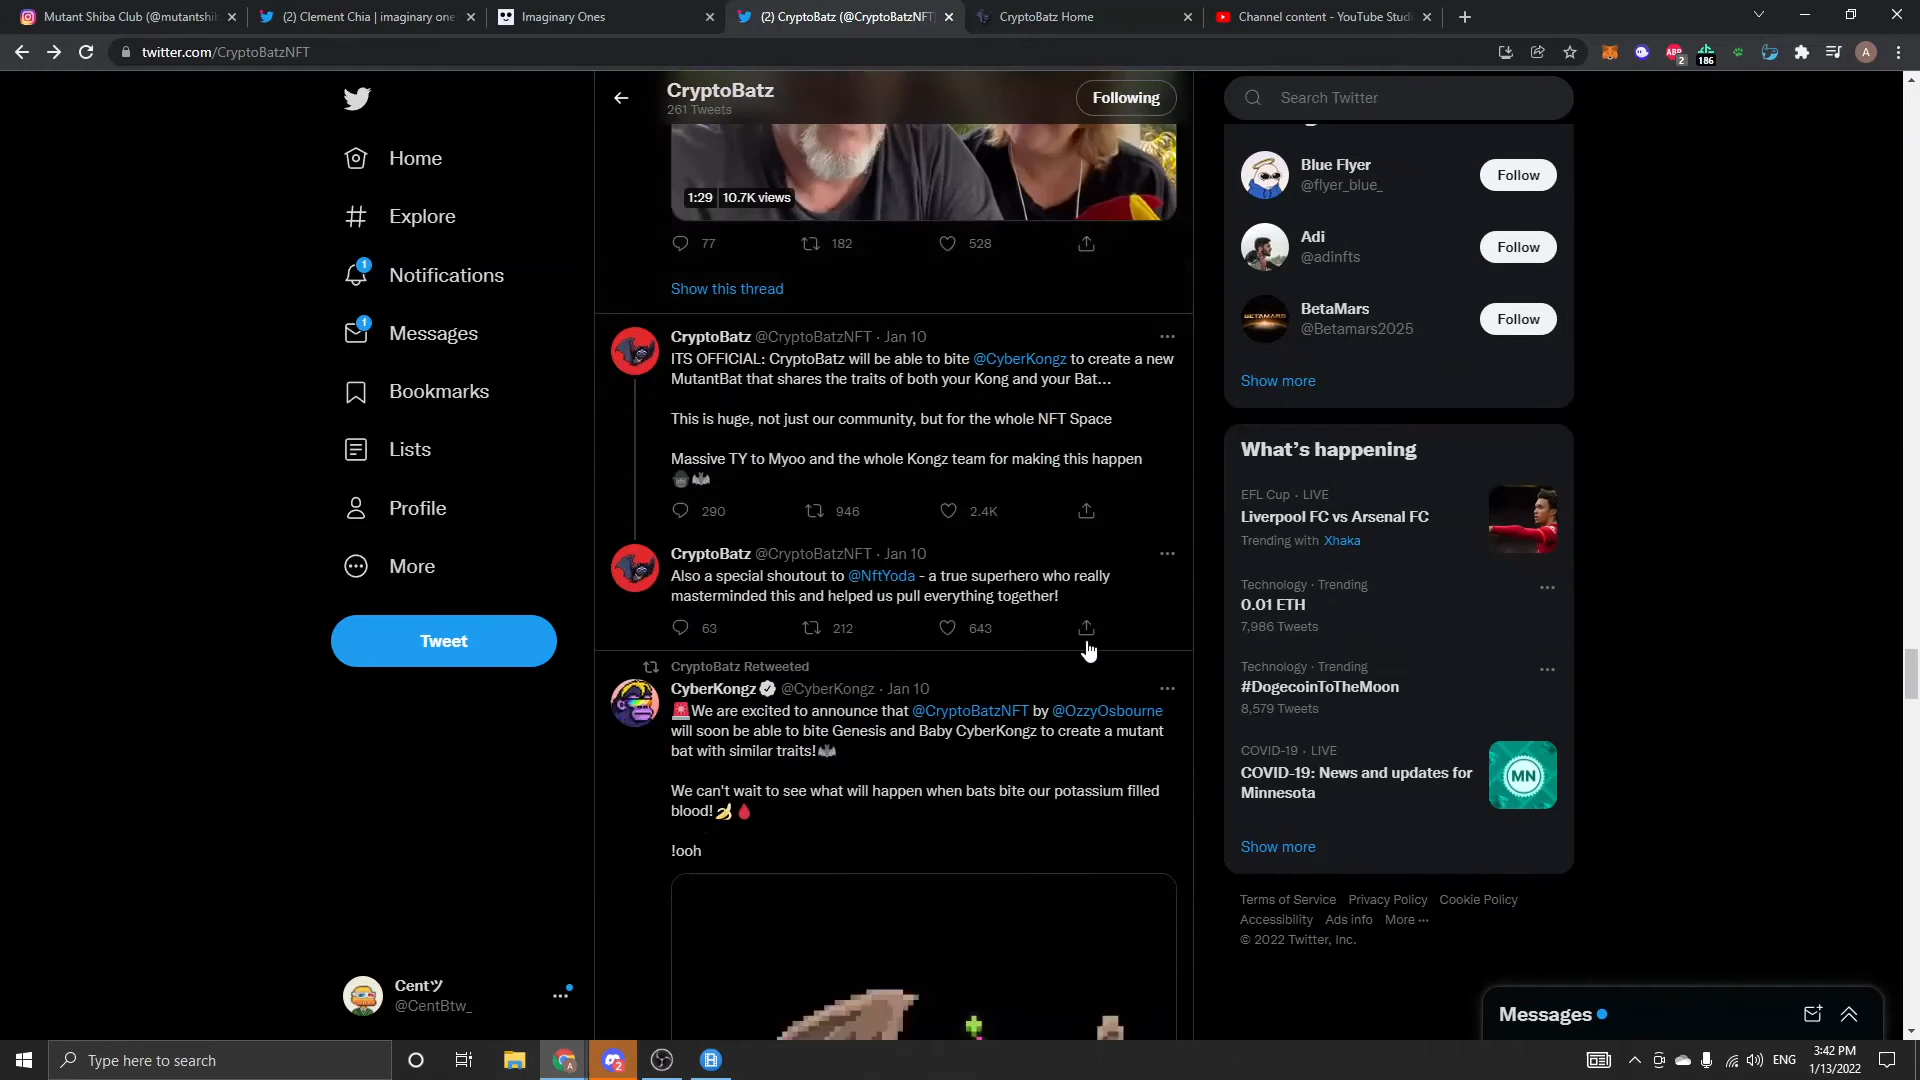 Mutant Shiba Club (@mutantshib
(2) Clement Chia | imaginary one
Imaginary Ones
(2) CryptoBatz (@CryptoBatzNFT)
CryptoBatz Home
Channel content - YouTube Studi
twitter.com/CryptoBatzNFT
2
186
A
CryptoBatz
261 Tweets
Following
Search Twitter
Home
Explore
1
Notifications
1
Messages
Bookmarks
Lists
Profile
More
Tweet
Centツ
@CentBtw_
1:29 10.7K views
77 182 528
Show this thread
CryptoBatz @CryptoBatzNFT · Jan 10
ITS OFFICIAL: CryptoBatz will be able to bite @CyberKongz to create a new
MutantBat that shares the traits of both your Kong and your Bat...
This is huge, not just our community, but for the whole NFT Space
Massive TY to Myoo and the whole Kongz team for making this happen
🦍🦇
290 946 2.4K
CryptoBatz @CryptoBatzNFT · Jan 10
Also a special shoutout to @NftYoda - a true superhero who really
masterminded this and helped us pull everything together!
63 212 643
CryptoBatz Retweeted
CyberKongz @CyberKongz · Jan 10
🚨We are excited to announce that @CryptoBatzNFT by @OzzyOsbourne
will soon be able to bite Genesis and Baby CyberKongz to create a mutant
bat with similar traits!🦇
We can't wait to see what will happen when bats bite our potassium filled
blood!🍌🩸
!ooh
Blue Flyer
@flyer_blue_
Follow
Adi
@adinfts
Follow
BetaMars
@Betamars2025
Follow
BETAMARS
Show more
What's happening
EFL Cup · LIVE
Liverpool FC vs Arsenal FC
Trending with Xhaka
Technology · Trending
0.01 ETH
7,986 Tweets
Technology · Trending
#DogecoinToTheMoon
8,579 Tweets
COVID-19 · LIVE
COVID-19: News and updates for
Minnesota
MN
Show more
Terms of Service Privacy Policy Cookie Policy
Accessibility Ads info More ···
© 2022 Twitter, Inc.
Messages
Type here to search
A
2
ENG
3:42 PM
1/13/2022